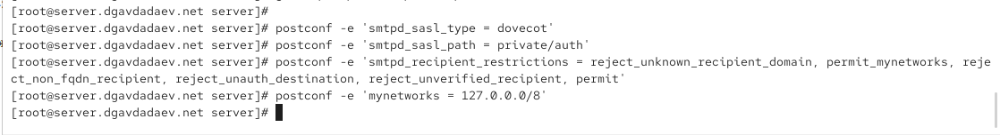 [root@server.dgavdadaev.net server]#
[root@server.dgavdadaev.net server]# postconf -e 'smtpd_sasl_type = dovecot'
[root@server.dgavdadaev.net server]# postconf -e 'smtpd_sasl_path = private/auth'
[root@server.dgavdadaev.net server]# postconf -e 'smtpd_recipient_restrictions = reject_unknown_recipient_domain, permit_mynetworks, reje
ct_non_fqdn_recipient, reject_unauth_destination, reject_unverified_recipient, permit'
[root@server.dgavdadaev.net server]# postconf -e 'mynetworks = 127.0.0.0/8'
[root@server.dgavdadaev.net server]#